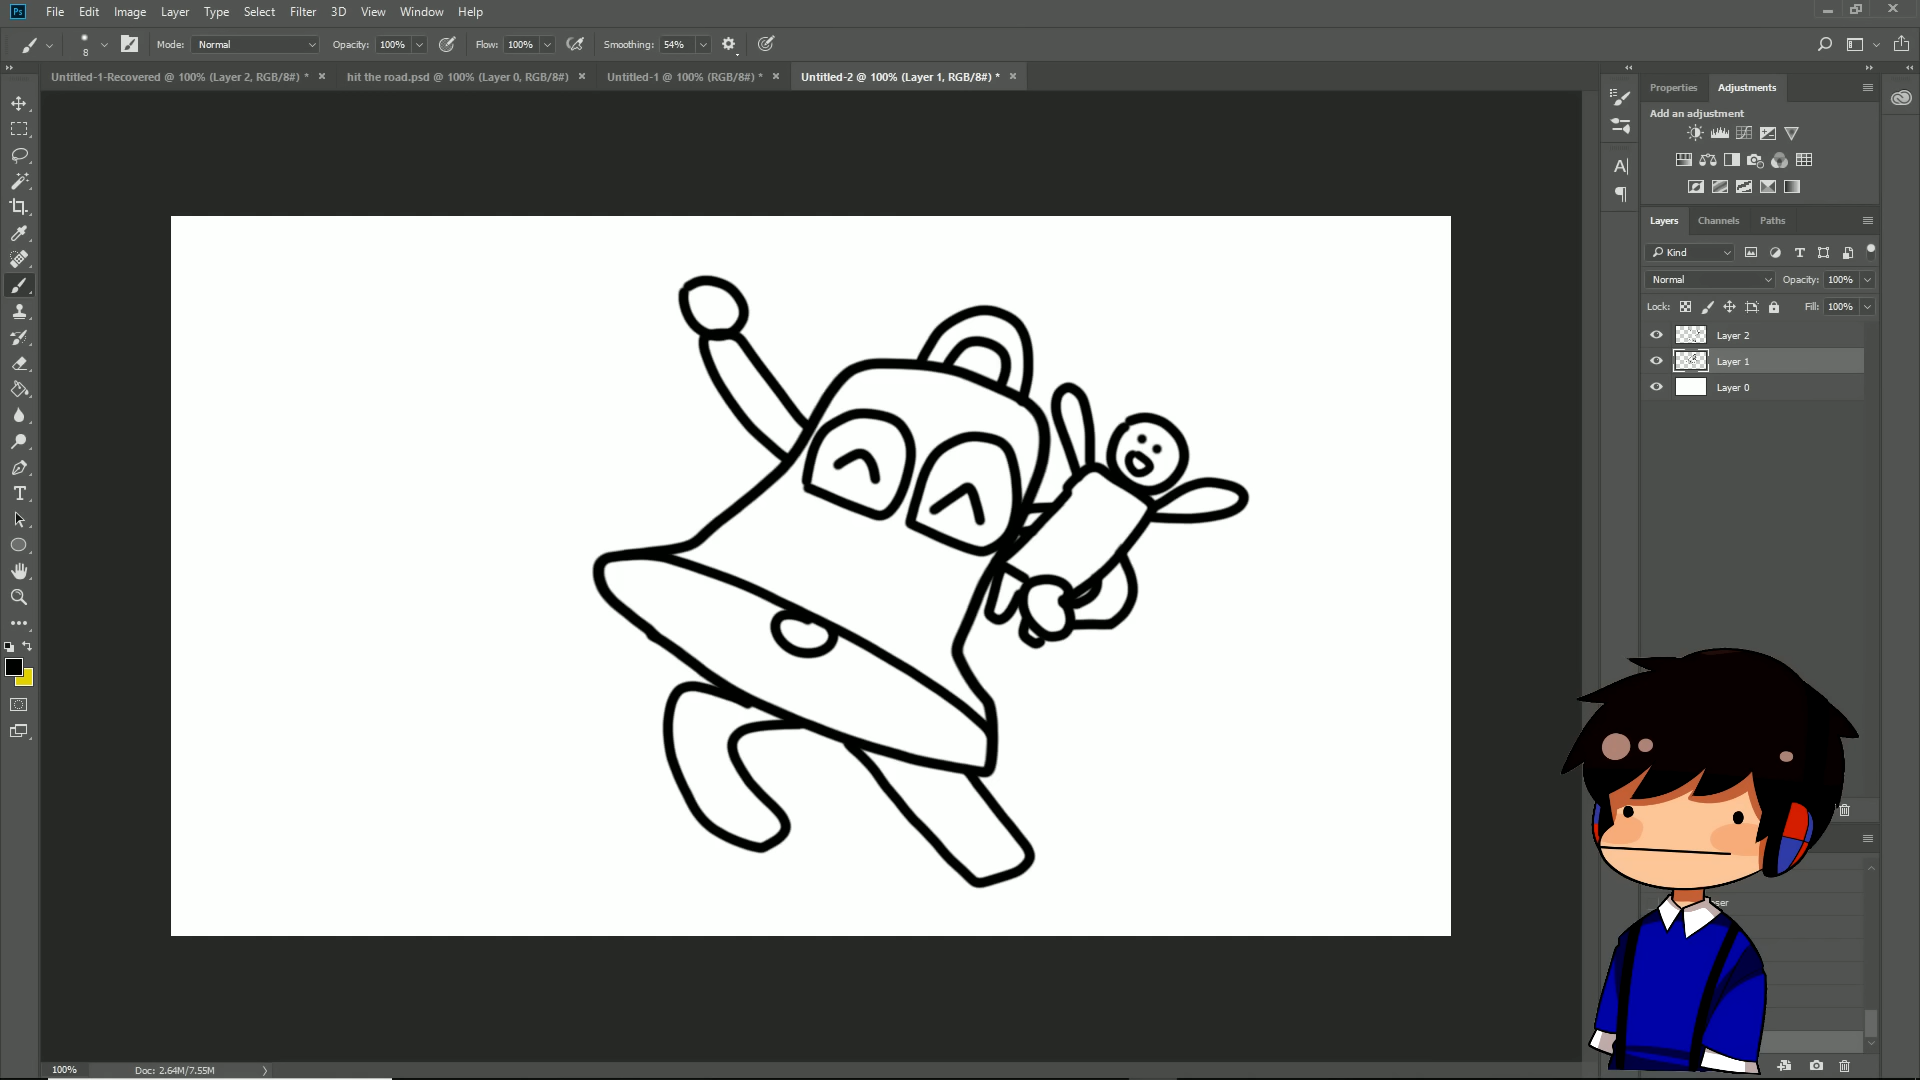 Ps File Edit Image Layer Type Select Filter 3D View Window Help
8 Mode: Normal Opacity: 100% Flow: 100% Smoothing: 54%
Untitled-1-Recovered @ 100% (Layer 2, RGB/8#) * × hit the road.psd @ 100% (Layer 0, RGB/8#) × Untitled-1 @ 100% (RGB/8#) * × Untitled-2 @ 100% (Layer 1, RGB/8#) * ×
Properties Adjustments
Add an adjustment
Layers Channels Paths
Kind
Normal Opacity: 100%
Lock: Fill: 100%
Layer 2
Layer 1
Layer 0
100% Doc: 2.64M/7.55M